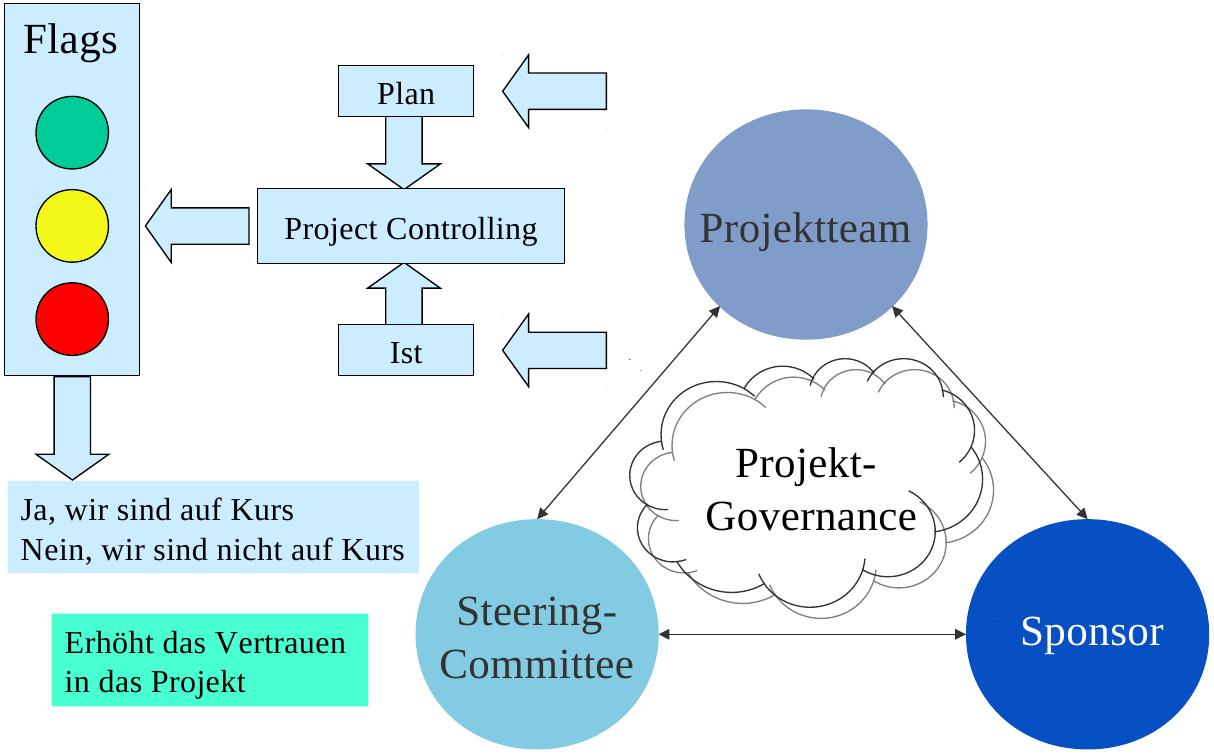 Flags
Plan
Project Controlling
Ist
Ja, wir sind auf Kurs
Nein, wir sind nicht auf Kurs
Erhöht das Vertrauen
in das Projekt
Projektteam
Projekt-
Governance
Steering-
Committee
Sponsor